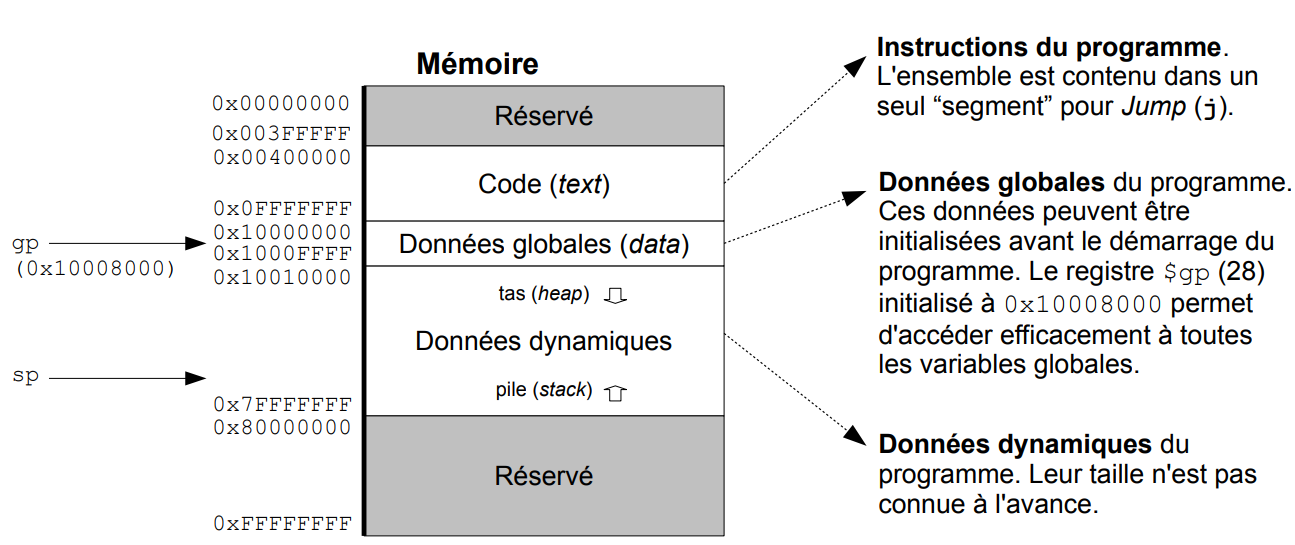 Mémoire
0x00000000
0x003FFFFF
0x00400000
0x0FFFFFFF
0x10000000
0x1000FFFF
0x10010000
0x7FFFFFFF
0x80000000
0xFFFFFFFF
gp
(0x10008000)
sp
Réservé
Code (text)
Données globales (data)
tas (heap)
Données dynamiques
pile (stack)
Réservé
Instructions du programme.
L'ensemble est contenu dans un
seul “segment” pour Jump (j).
Données globales du programme.
Ces données peuvent être
initialisées avant le démarrage du
programme. Le registre $gp (28)
initialisé à 0x10008000 permet
d'accéder efficacement à toutes
les variables globales.
Données dynamiques du
programme. Leur taille n'est pas
connue à l'avance.